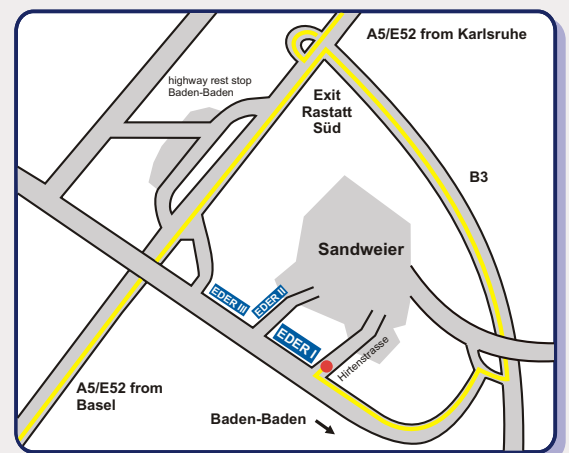 A5/E52 from Karlsruhe
highway rest stop
Baden-Baden
Exit
Rastatt
Süd
B3
Sandweier
EDER III
EDER II
EDER I
Hirtenstrasse
A5/E52 from
Basel
Baden-Baden